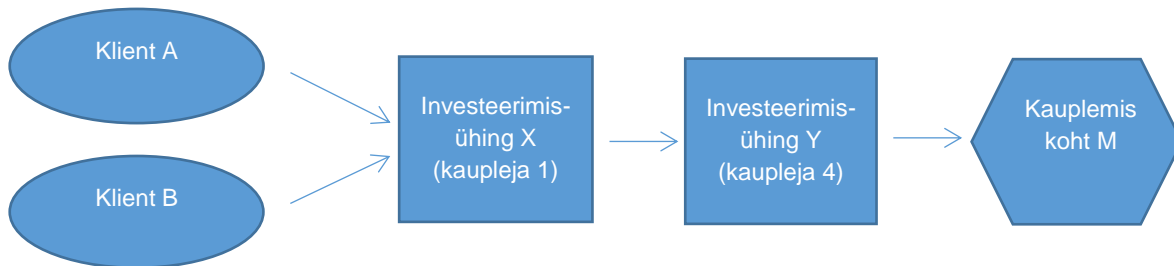 Klient A
Klient B
Investeerimis-
ühing X
(kaupleja 1)
Investeerimis-
ühing Y
(kaupleja 4)
Kauplemis
koht M